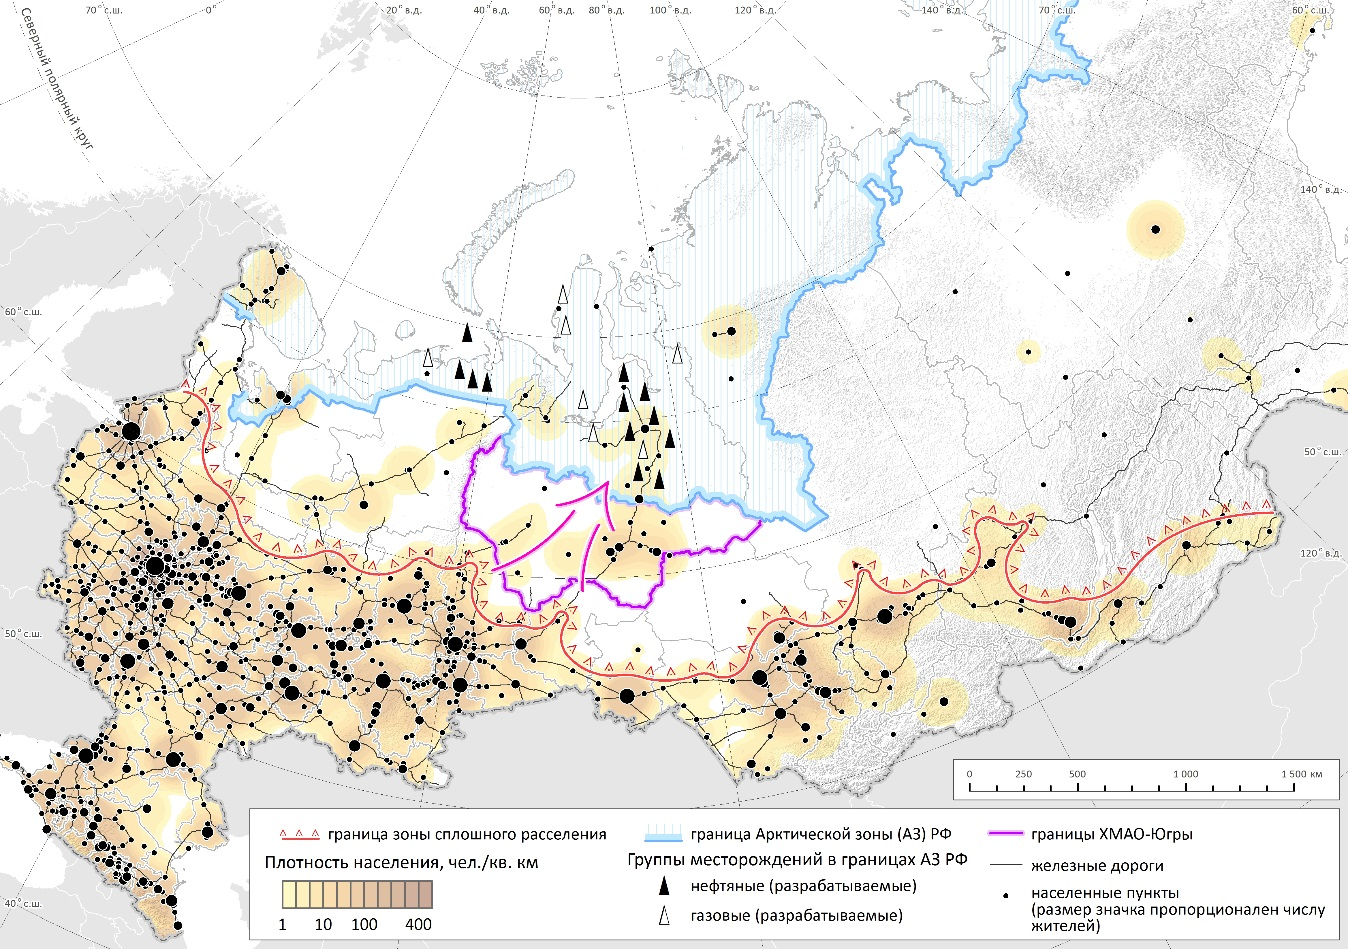 70° с.ш.
0°
20° в.д.
40° в.д.
60° в.д.
80° в.д.
100° в.д.
120° в.д.
140° в.д.
70° с.ш.
60° с.ш.
Северный полярный круг
140° в.д.
60° с.ш.
50° с.ш.
120° в.д.
50° с.ш.
40° с.ш.
0 250 500 1 000 1 500 км
граница зоны сплошного расселения
Плотность населения, чел./кв. км
1 10 100 400
граница Арктической зоны (АЗ) РФ
Группы месторождений в границах АЗ РФ
нефтяные (разрабатываемые)
газовые (разрабатываемые)
границы ХМАО-Югры
железные дороги
населенные пункты
(размер значка пропорционален числу
жителей)